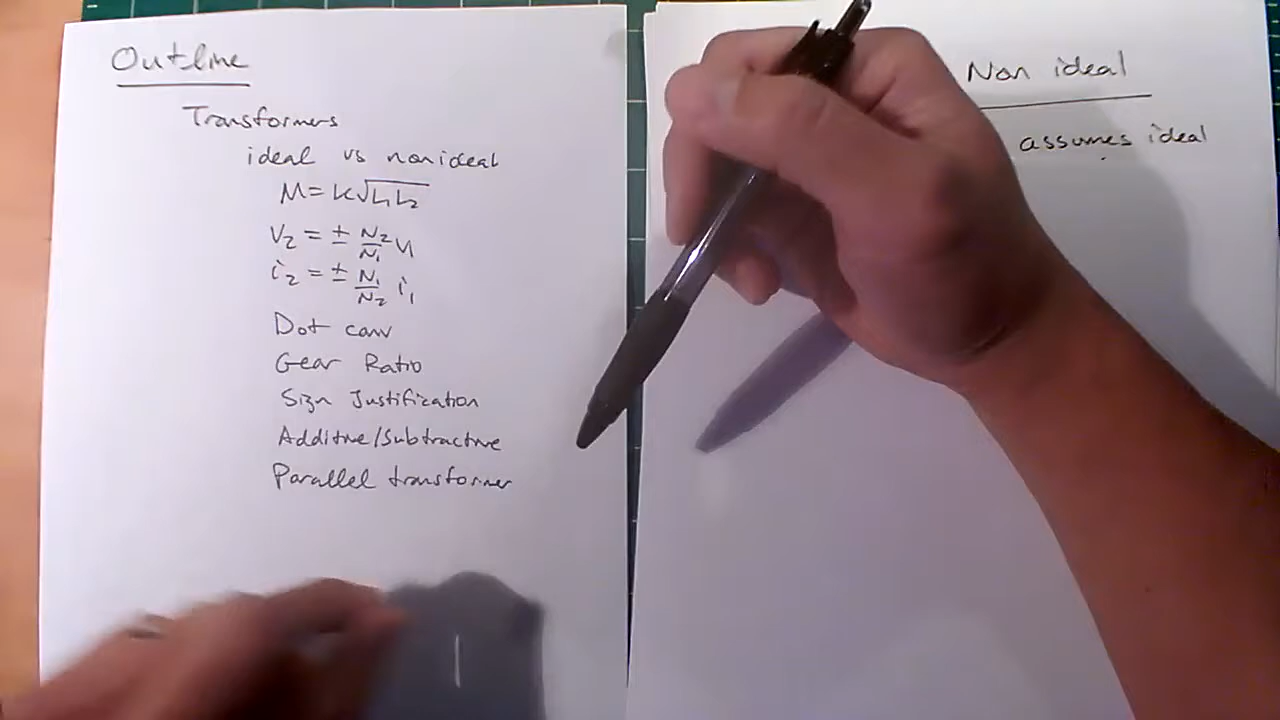 Outline
Transformers
ideal vs nonideal
M = k√L₁L₂
V₂ = ± N₂/N₁ V₁
i₂ = ± N₁/N₂ i₁
Dot conv
Gear Ratio
Sign Justification
Additive/Subtractive
Parallel transformer
Non ideal
assumes ideal